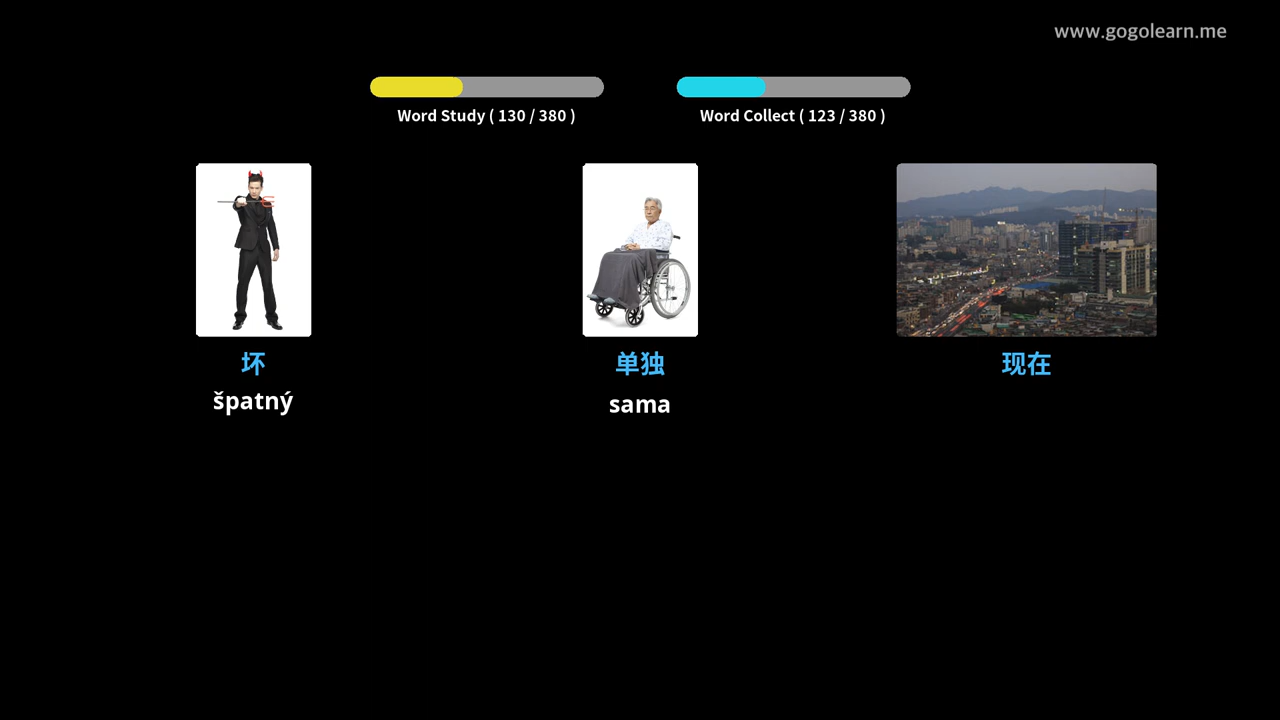 www.gogolearn.me
Word Study ( 130 / 380 )
Word Collect ( 123 / 380 )
坏
单独
现在
špatný
sama